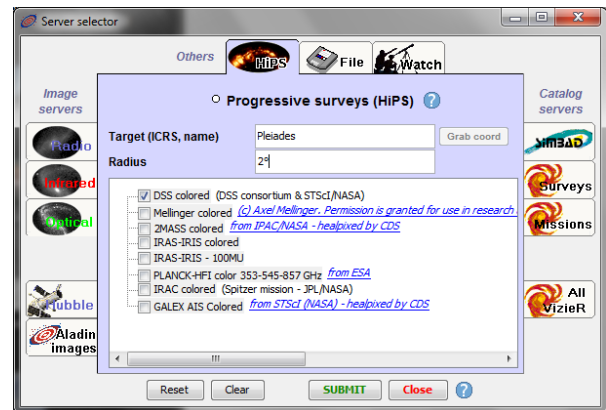 Server selector
Others
HiPS
File
Watch
Image
servers
Progressive surveys (HiPS)
Catalog
servers
Radio
Target (ICRS, name) Pleiades Grab coord
SIMBAD
Radius 2°
Infrared
Surveys
DSS colored (DSS consortium & STScI/NASA)
Mellinger colored (c) Axel Mellinger. Permission is granted for use in research
Optical
Missions
2MASS colored from IPAC/NASA - healpixed by CDS
IRAS-IRIS colored
IRAS-IRIS - 100MU
PLANCK-HFI color 353-545-857 GHz from ESA
IRAC colored (Spitzer mission - JPL/NASA)
GALEX AIS Colored from STScI (NASA) - healpixed by CDS
Hubble
All
VizieR
Aladin
images
Reset Clear SUBMIT Close ?